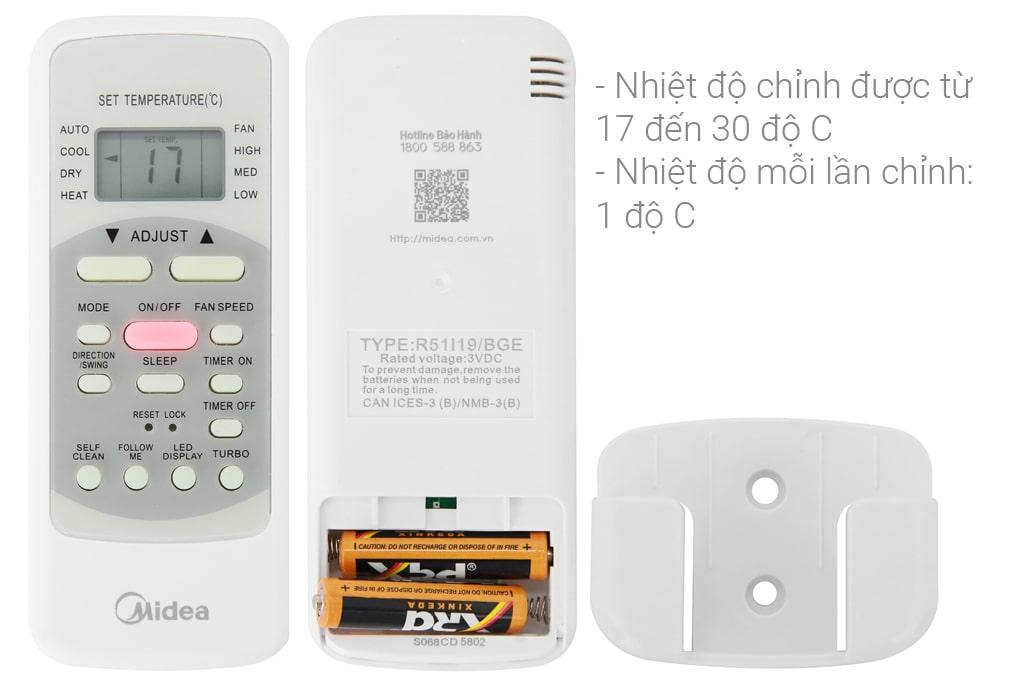 SET TEMPERATURE(°C)
AUTO
COOL
DRY
HEAT
SET TEMP.
17
FAN
HIGH
MED
LOW
▼ ADJUST ▲
MODE
ON/OFF
FAN SPEED
DIRECTION
/SWING
SLEEP
TIMER ON
RESET
LOCK
TIMER OFF
SELF
CLEAN
FOLLOW
ME
LED
DISPLAY
TURBO
Midea
Hotline Bảo Hành
1800 588 863
Http://midea.com.vn
TYPE:R51I19/BGE
Rated voltage:3VDC
To prevent damage,remove the
batteries when not being used
for a long time.
CAN ICES-3 (B)/NMB-3(B)
XINKEDA
CAUTION: DO NOT RECHARGE OR DISPOSE OF IN FIRE +
CAUTION: DO NOT RECHARGE OR DISPOSE OF IN FIRE +
XINKEDA
S068CD 5802
- Nhiệt độ chỉnh được từ
17 đến 30 độ C
- Nhiệt độ mỗi lần chỉnh:
1 độ C